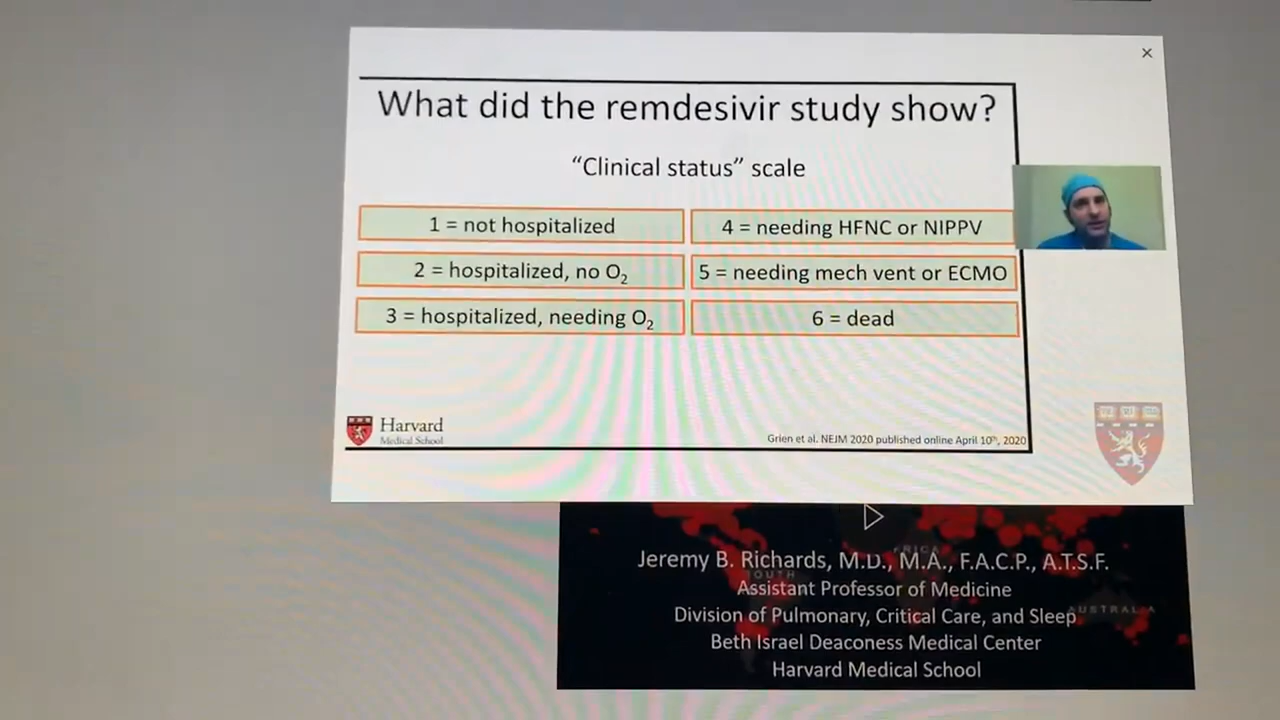 What did the remdesivir study show?
“Clinical status” scale
1 = not hospitalized
4 = needing HFNC or NIPPV
2 = hospitalized, no O₂
5 = needing mech vent or ECMO
3 = hospitalized, needing O₂
6 = dead
Harvard
Medical School
Grien et al. NEJM 2020 published online April 10th, 2020
AFRICA
Jeremy B. Richards, M.D., M.A., F.A.C.P., A.T.S.F.
SOUTH
Assistant Professor of Medicine
AUSTRALIA
Division of Pulmonary, Critical Care, and Sleep
Beth Israel Deaconess Medical Center
Harvard Medical School